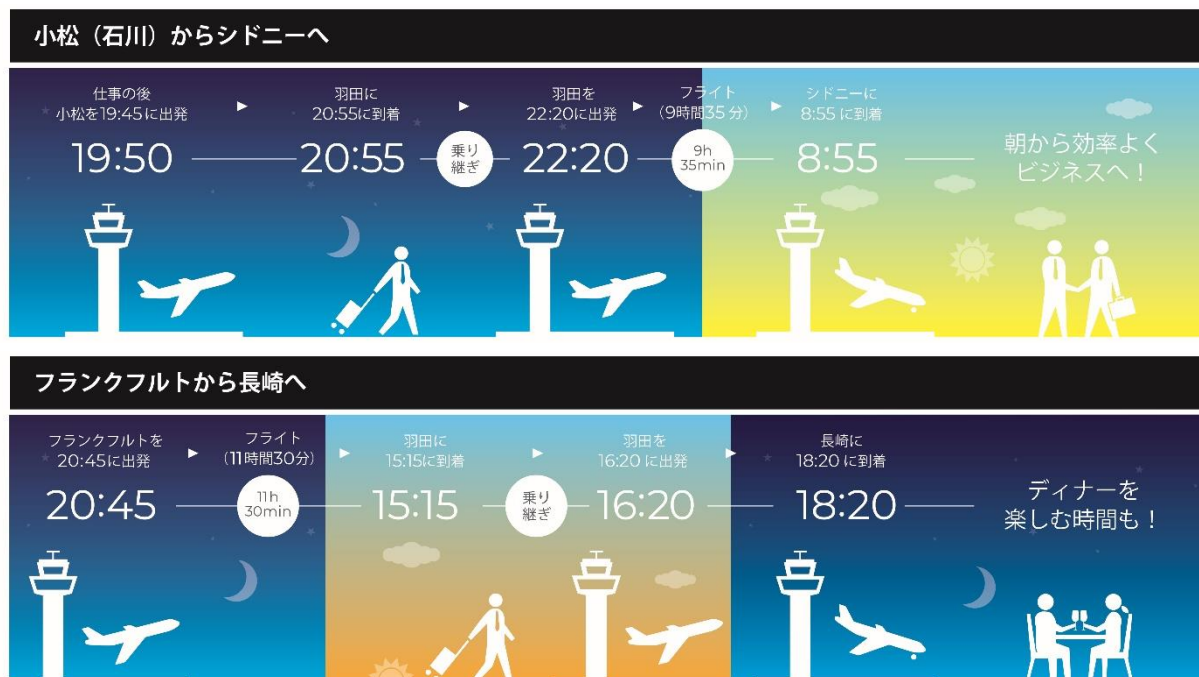 小松（石川）からシドニーへ
仕事の後
小松を19:45に出発
19:50
羽田に
20:55に到着
20:55
乗り
継ぎ
羽田を
22:20に出発
22:20
フライト
（9時間35分）
9h
35min
シドニーに
8:55に到着
8:55
朝から効率よく
ビジネスへ！
フランクフルトから長崎へ
フランクフルトを
20:45に出発
20:45
フライト
（11時間30分）
11h
30min
羽田に
15:15に到着
15:15
乗り
継ぎ
羽田を
16:20に出発
16:20
長崎に
18:20に到着
18:20
ディナーを
楽しむ時間も！